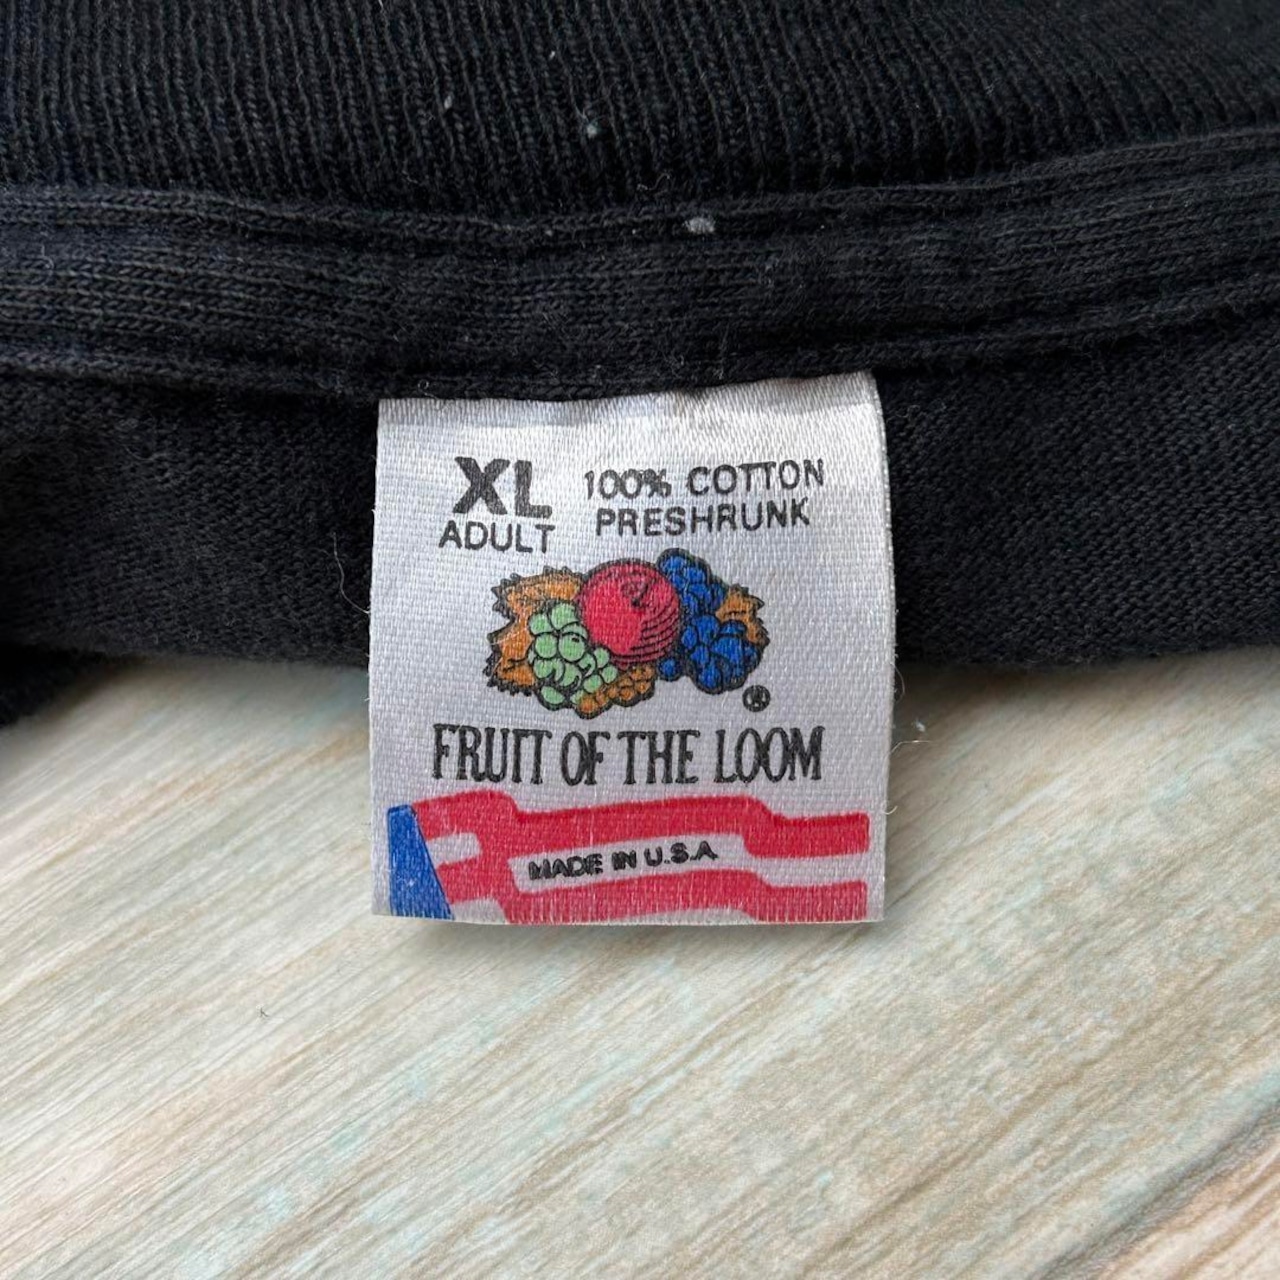 XL 100% COTTON
ADULT PRESHRUNK
®
FRUIT OF THE LOOM
MADE IN U.S.A.